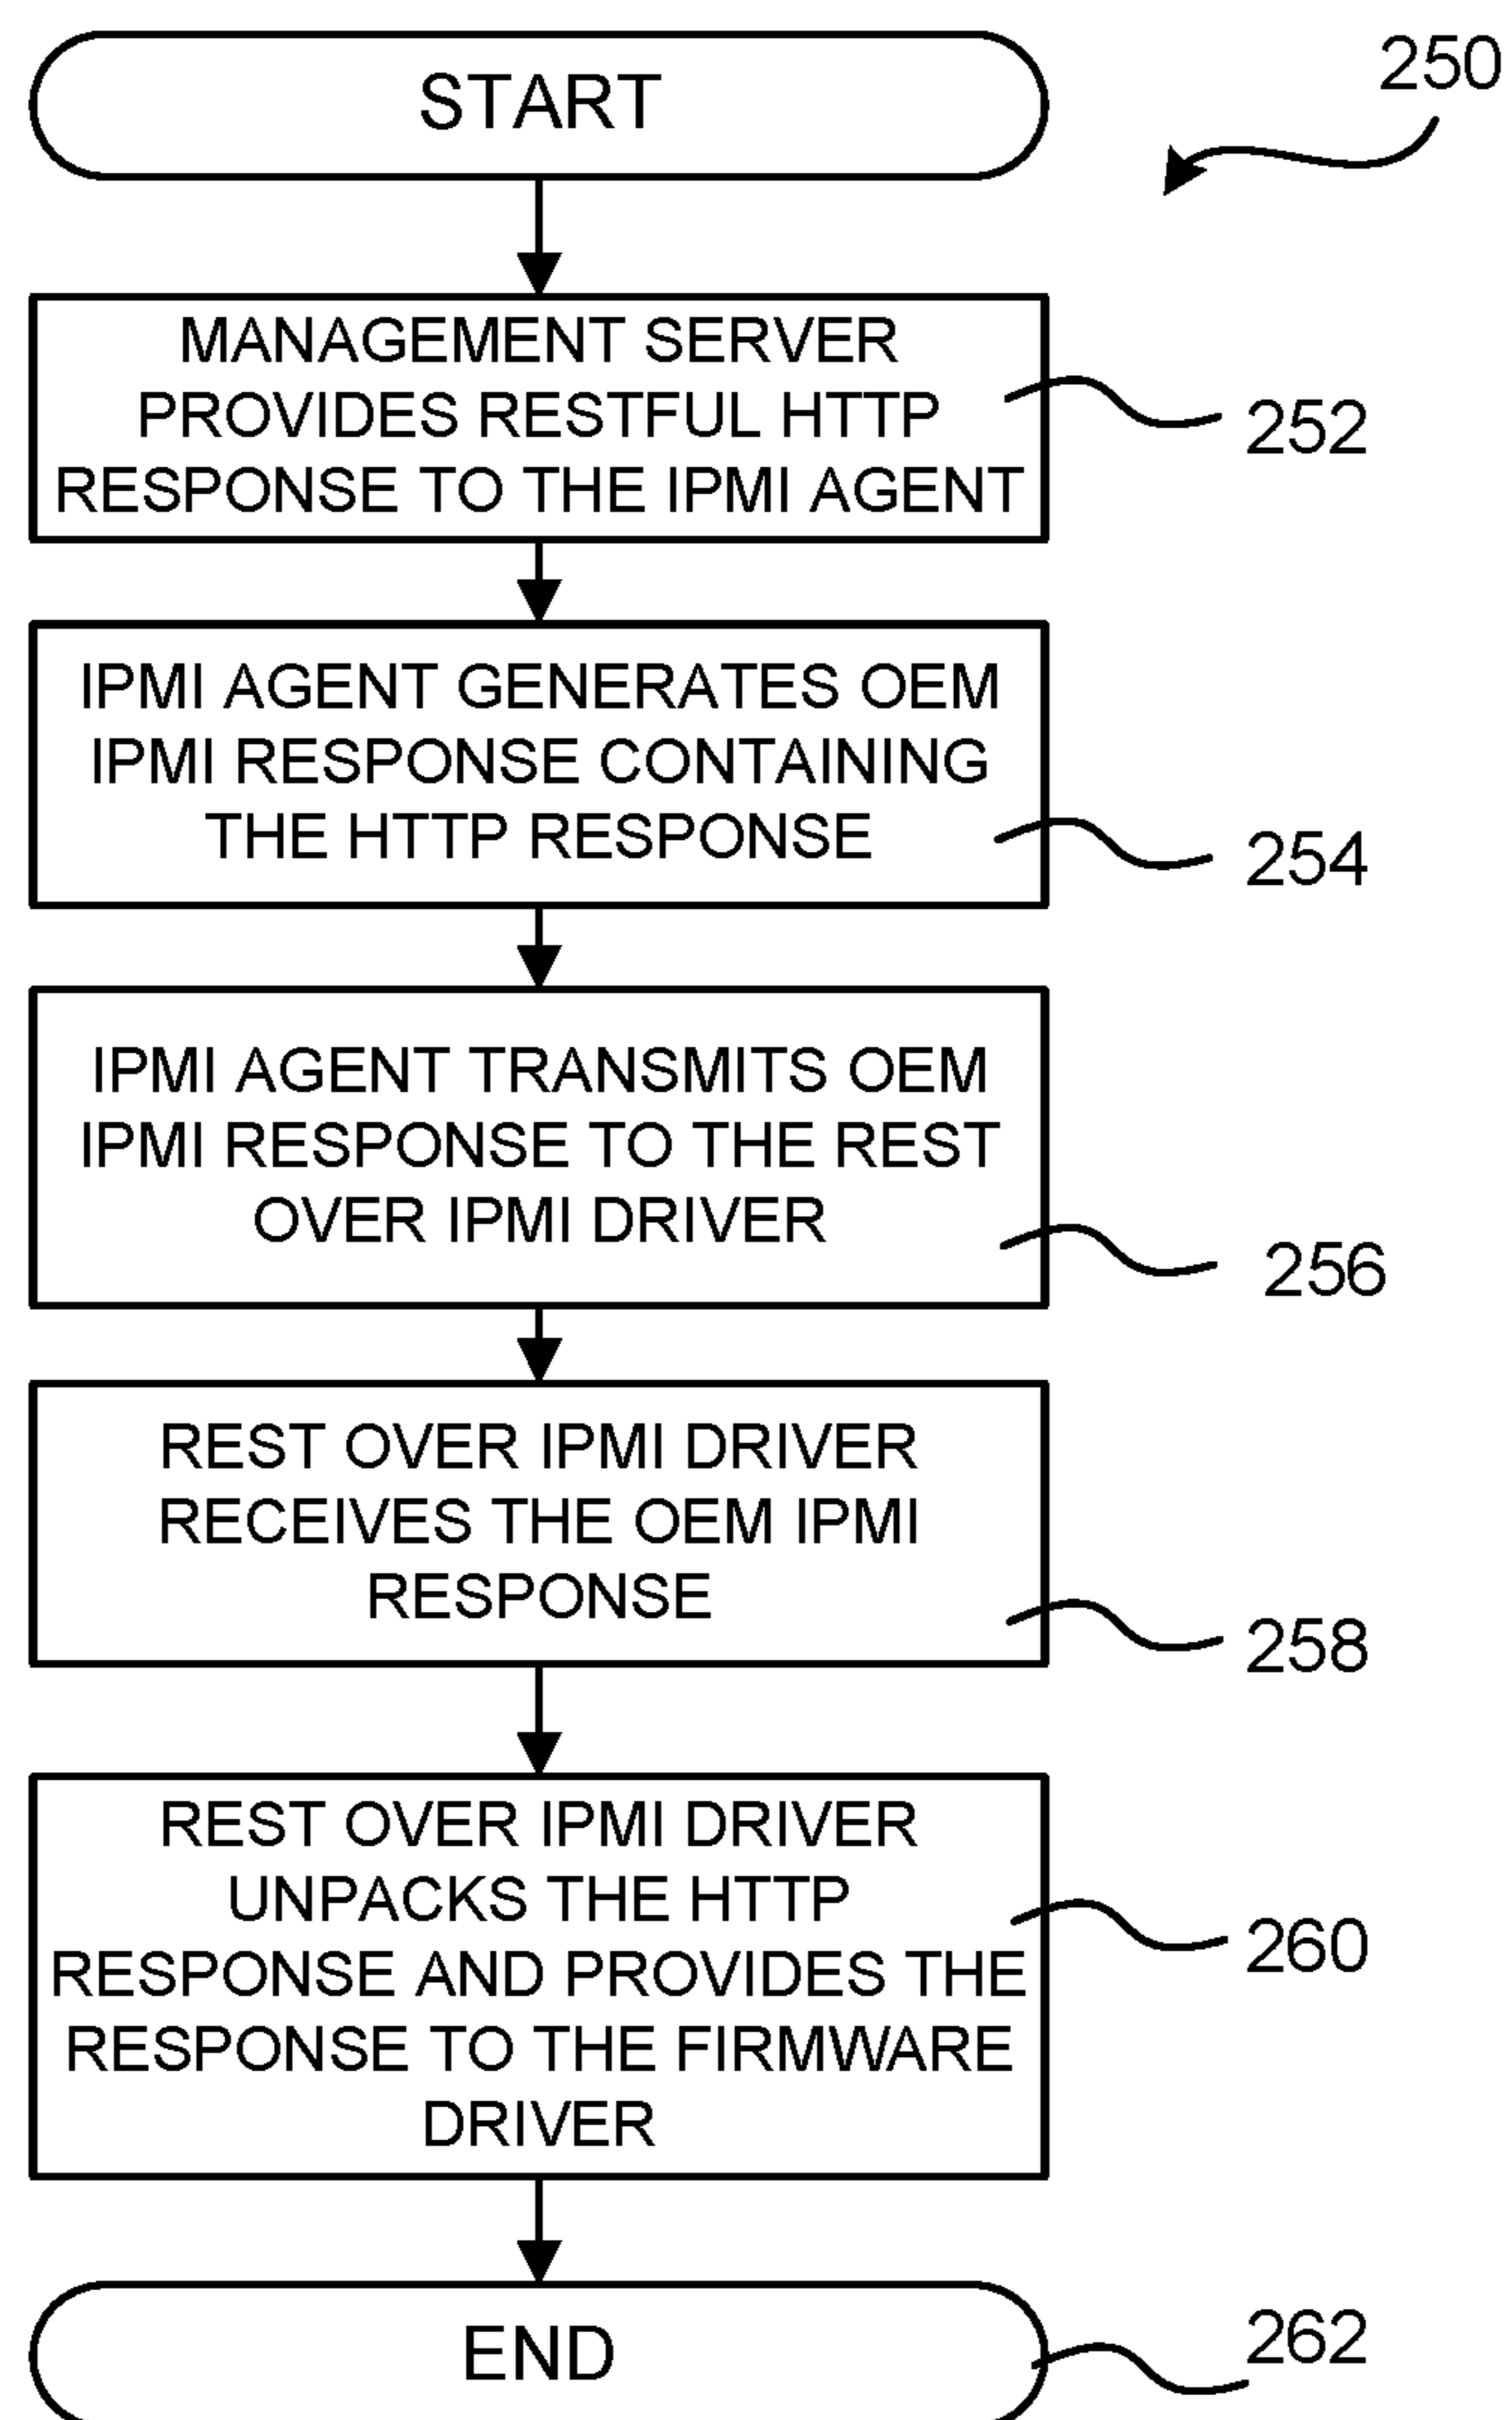 START
250
MANAGEMENT SERVER
PROVIDES RESTFUL HTTP
RESPONSE TO THE IPMI AGENT
252
IPMI AGENT GENERATES OEM
IPMI RESPONSE CONTAINING
THE HTTP RESPONSE
254
IPMI AGENT TRANSMITS OEM
IPMI RESPONSE TO THE REST
OVER IPMI DRIVER
256
REST OVER IPMI DRIVER
RECEIVES THE OEM IPMI
RESPONSE
258
REST OVER IPMI DRIVER
UNPACKS THE HTTP
RESPONSE AND PROVIDES THE
RESPONSE TO THE FIRMWARE
DRIVER
260
END
262